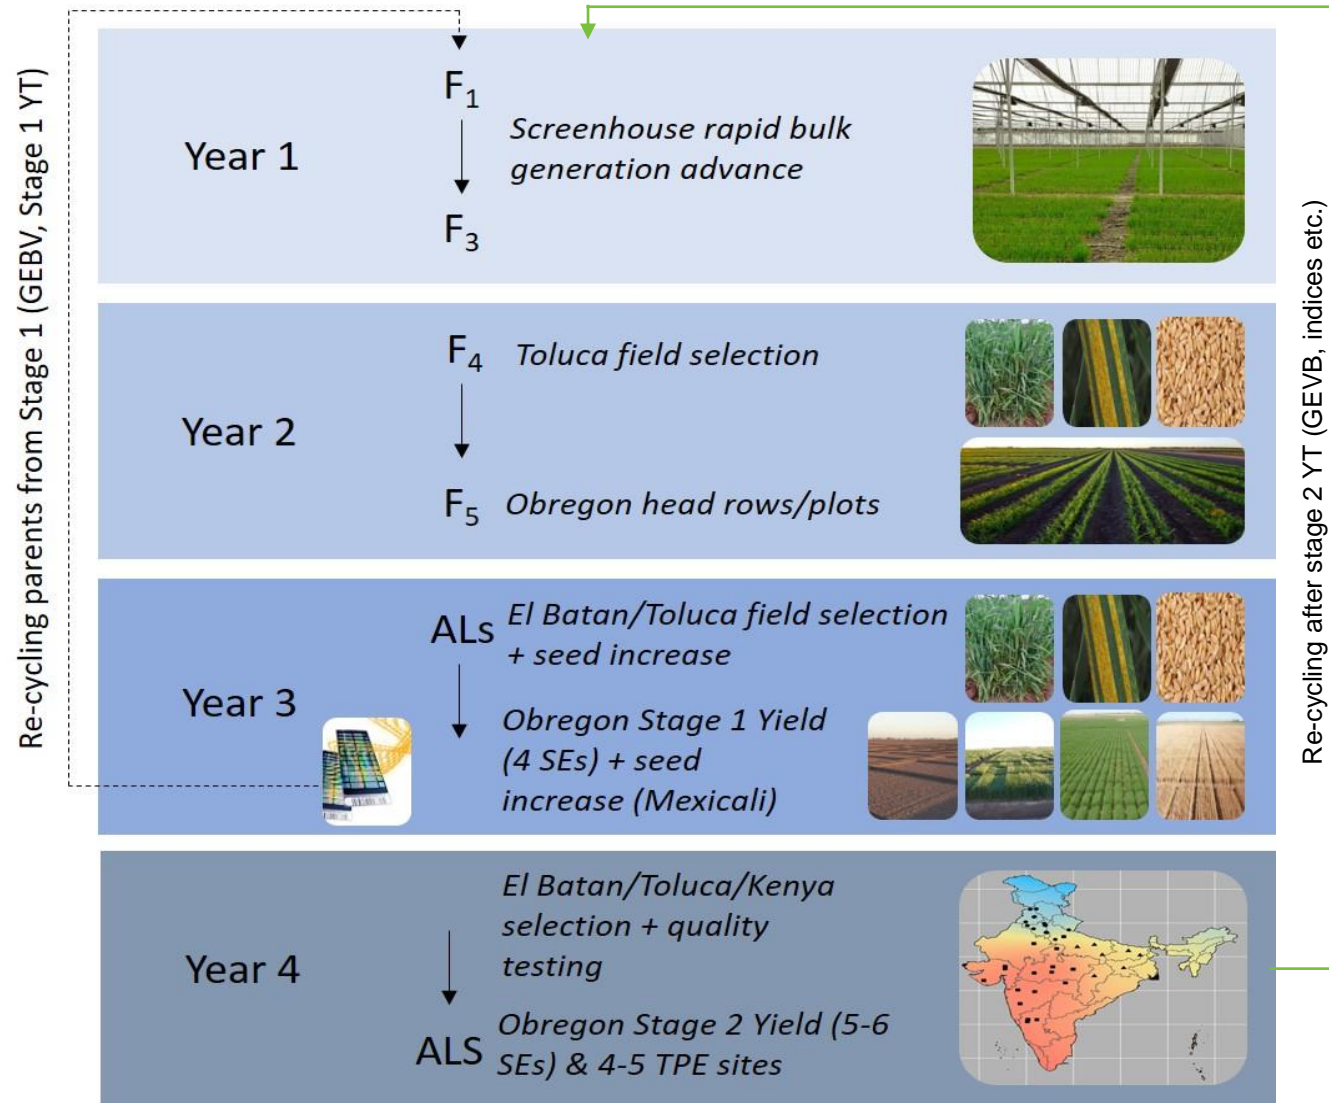 Re-cycling parents from Stage 1 (GEBV, Stage 1 YT)
Year 1
F₁
Screenhouse rapid bulk
generation advance
F₃
Year 2
F₄
Toluca field selection
F₅
Obregon head rows/plots
Year 3
ALs
El Batan/Toluca field selection
+ seed increase
Obregon Stage 1 Yield
(4 SEs) + seed
increase (Mexicali)
Year 4
El Batan/Toluca/Kenya
selection + quality
testing
ALS
Obregon Stage 2 Yield (5-6
SEs) & 4-5 TPE sites
Re-cycling after stage 2 YT (GEVB, indices etc.)